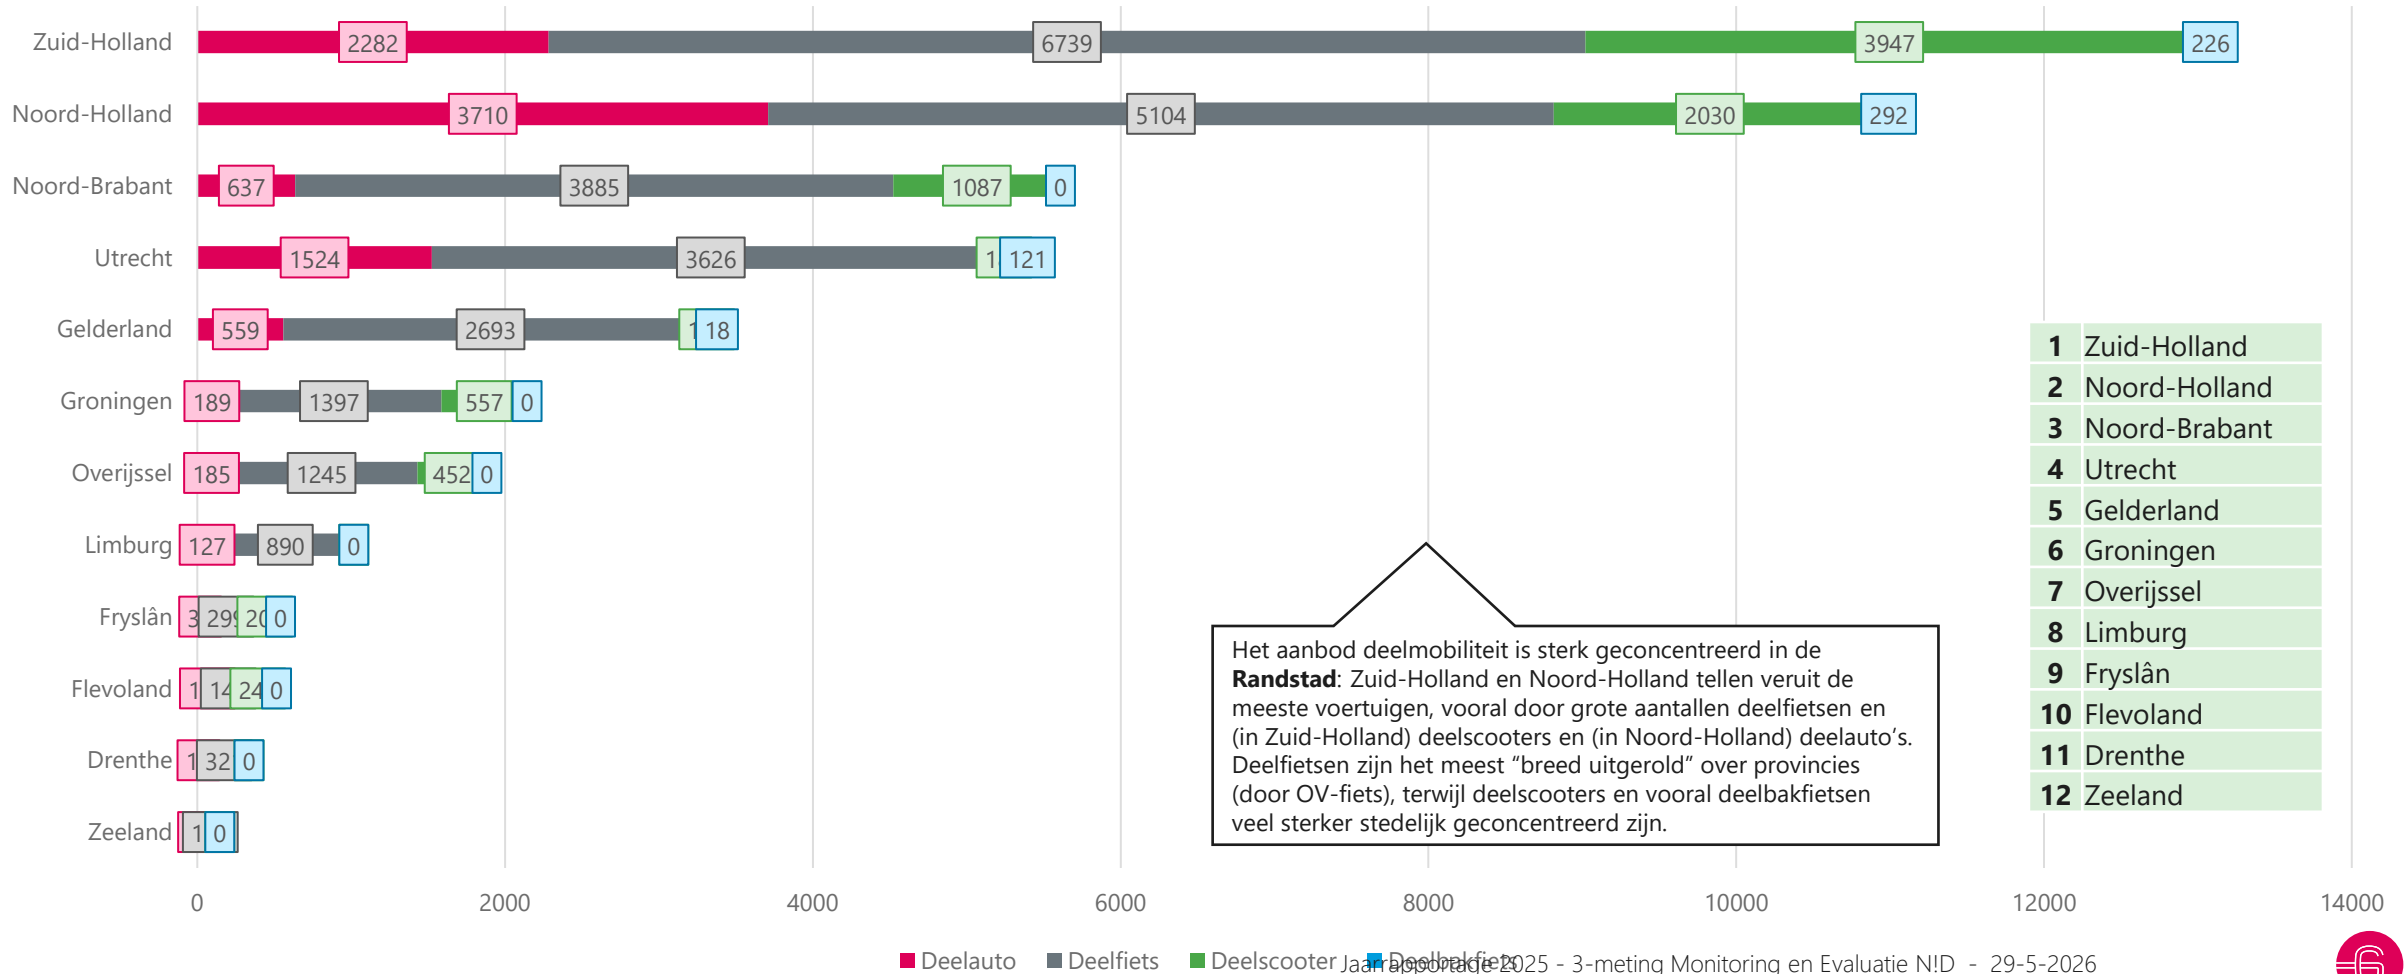 Zuid-Holland 2282 6739 3947 226
Noord-Holland 3710 5104 2030 292
Noord-Brabant 637 3885 1087 0
Utrecht 1524 3626 121
Gelderland 559 2693 18
Groningen 189 1397 557 0
Overijssel 185 1245 452 0
Limburg 127 890 0
Fryslân 0
Flevoland 0
Drenthe 32 0
Zeeland 0
0 2000 4000 6000 8000 10000 12000 14000
Deelauto Deelfiets Deelscooter Deelbakfiets
1 Zuid-Holland
2 Noord-Holland
3 Noord-Brabant
4 Utrecht
5 Gelderland
6 Groningen
7 Overijssel
8 Limburg
9 Fryslân
10 Flevoland
11 Drenthe
12 Zeeland
Het aanbod deelmobiliteit is sterk geconcentreerd in de
Randstad: Zuid-Holland en Noord-Holland tellen veruit de
meeste voertuigen, vooral door grote aantallen deelfietsen en
(in Zuid-Holland) deelscooters en (in Noord-Holland) deelauto’s.
Deelfietsen zijn het meest “breed uitgerold” over provincies
(door OV-fiets), terwijl deelscooters en vooral deelbakfietsen
veel sterker stedelijk geconcentreerd zijn.
Jaarrapportage 2025 - 3-meting Monitoring en Evaluatie N!D - 29-5-2026